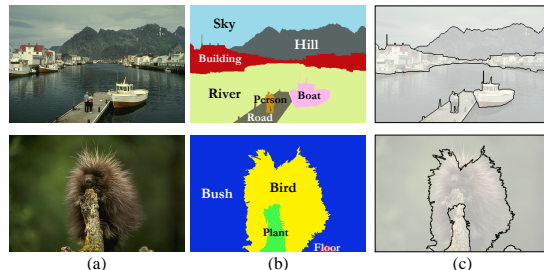 Sky
Hill
Building
River
Person
Boat
Road
Bush
Bird
Plant
Floor
(a)
(b)
(c)